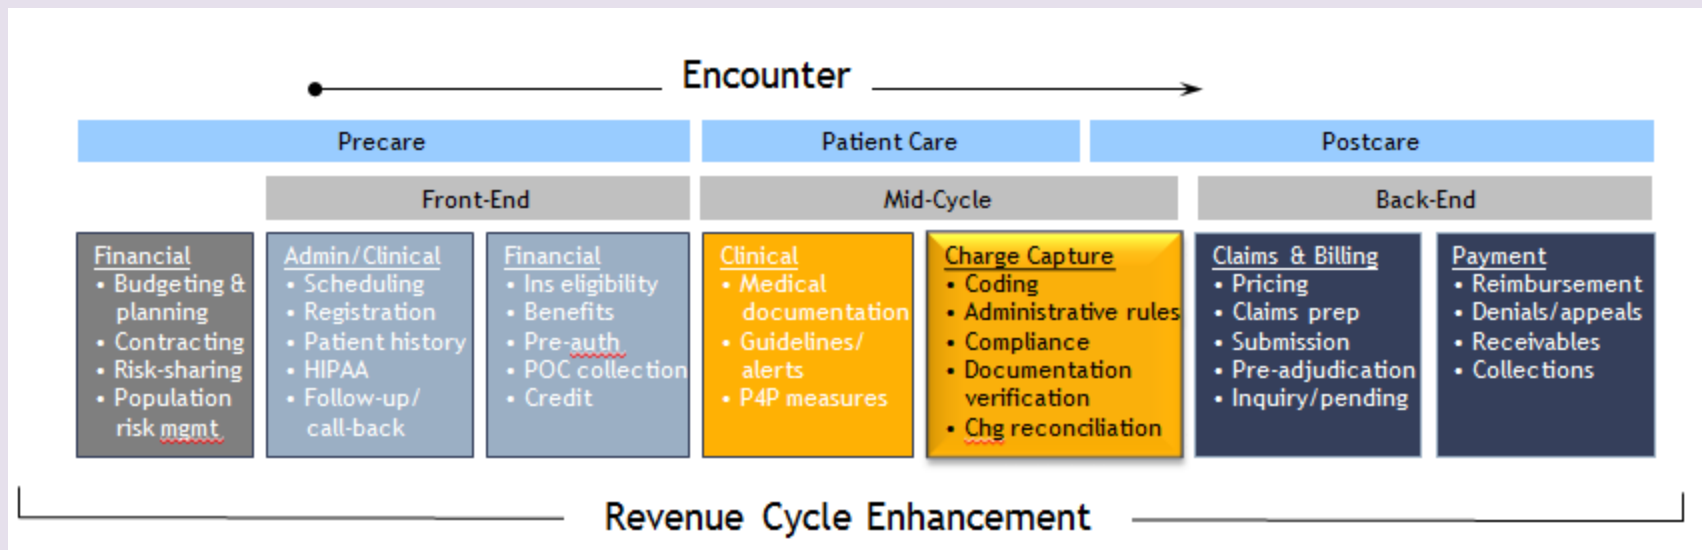 Encounter
Precare
Patient Care
Postcare
Front-End
Mid-Cycle
Back-End
Financial
• Budgeting &
planning
• Contracting
• Risk-sharing
• Population
risk mgmt
Admin/Clinical
• Scheduling
• Registration
• Patient history
• HIPAA
• Follow-up/
call-back
Financial
• Ins eligibility
• Benefits
• Pre-auth
• POC collection
• Credit
Clinical
• Medical
documentation
• Guidelines/
alerts
• P4P measures
Charge Capture
• Coding
• Administrative rules
• Compliance
• Documentation
verification
• Chg reconciliation
Claims & Billing
• Pricing
• Claims prep
• Submission
• Pre-adjudication
• Inquiry/pending
Payment
• Reimbursement
• Denials/appeals
• Receivables
• Collections
Revenue Cycle Enhancement